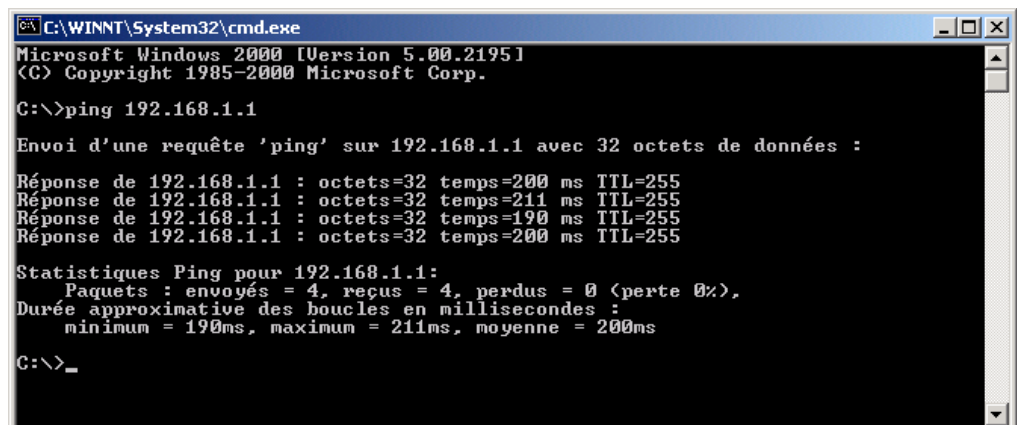 C:\WINNT\System32\cmd.exe
Microsoft Windows 2000 [Version 5.00.2195]
(C) Copyright 1985-2000 Microsoft Corp.
C:\>ping 192.168.1.1
Envoi d'une requête 'ping' sur 192.168.1.1 avec 32 octets de données :
Réponse de 192.168.1.1 : octets=32 temps=200 ms TTL=255
Réponse de 192.168.1.1 : octets=32 temps=211 ms TTL=255
Réponse de 192.168.1.1 : octets=32 temps=190 ms TTL=255
Réponse de 192.168.1.1 : octets=32 temps=200 ms TTL=255
Statistiques Ping pour 192.168.1.1:
Paquets : envoyés = 4, reçus = 4, perdus = 0 (perte 0%),
Durée approximative des boucles en millisecondes :
minimum = 190ms, maximum = 211ms, moyenne = 200ms
C:\>_